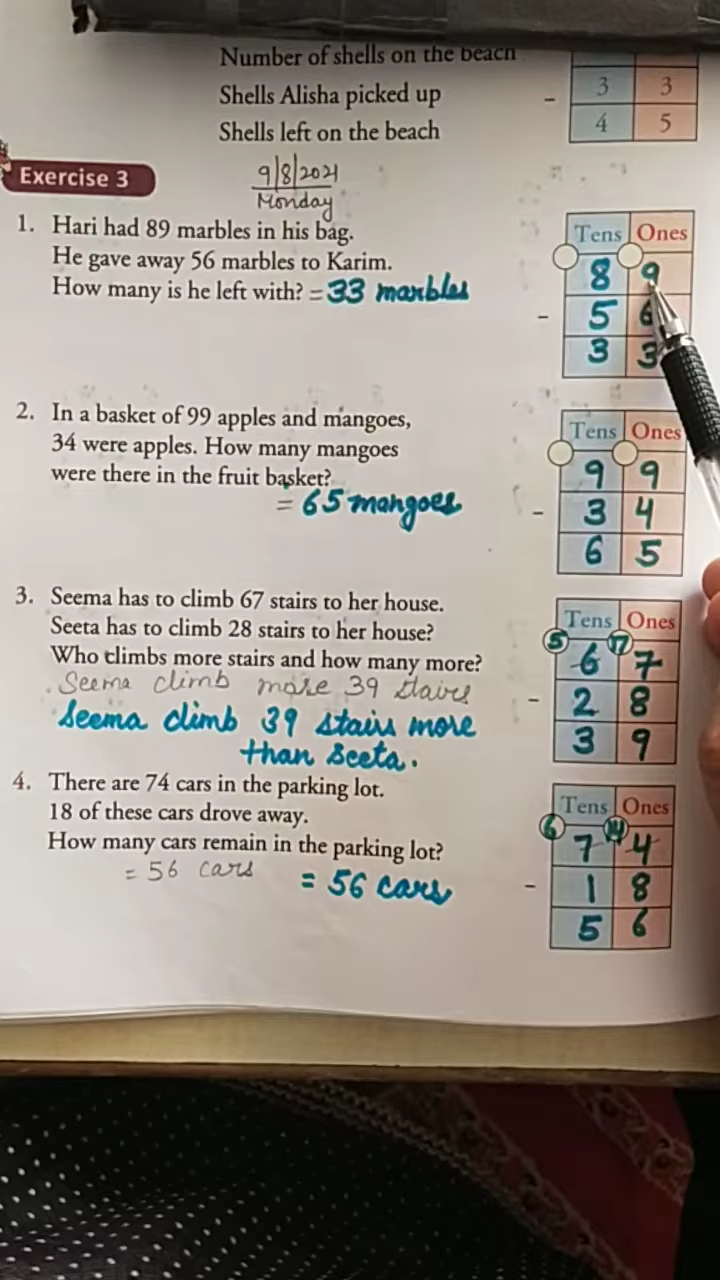 Number of shells on the beach
Shells Alisha picked up
- 3 3
Shells left on the beach
4 5
Exercise 3
9/8/2021
Monday
1. Hari had 89 marbles in his bag.
He gave away 56 marbles to Karim.
How many is he left with? = 33 marbles
Tens Ones
8 9
- 5 6
3 3
2. In a basket of 99 apples and mangoes,
34 were apples. How many mangoes
were there in the fruit basket?
= 65 mangoes
Tens Ones
9 9
- 3 4
6 5
3. Seema has to climb 67 stairs to her house.
Seeta has to climb 28 stairs to her house?
Who climbs more stairs and how many more?
Seema climb more 39 stairs
Seema climb 39 stairs more
than Seeta.
Tens Ones
5 17
6 7
- 2 8
3 9
4. There are 74 cars in the parking lot.
18 of these cars drove away.
How many cars remain in the parking lot?
= 56 cars = 56 cars
Tens Ones
6 14
7 4
- 1 8
5 6